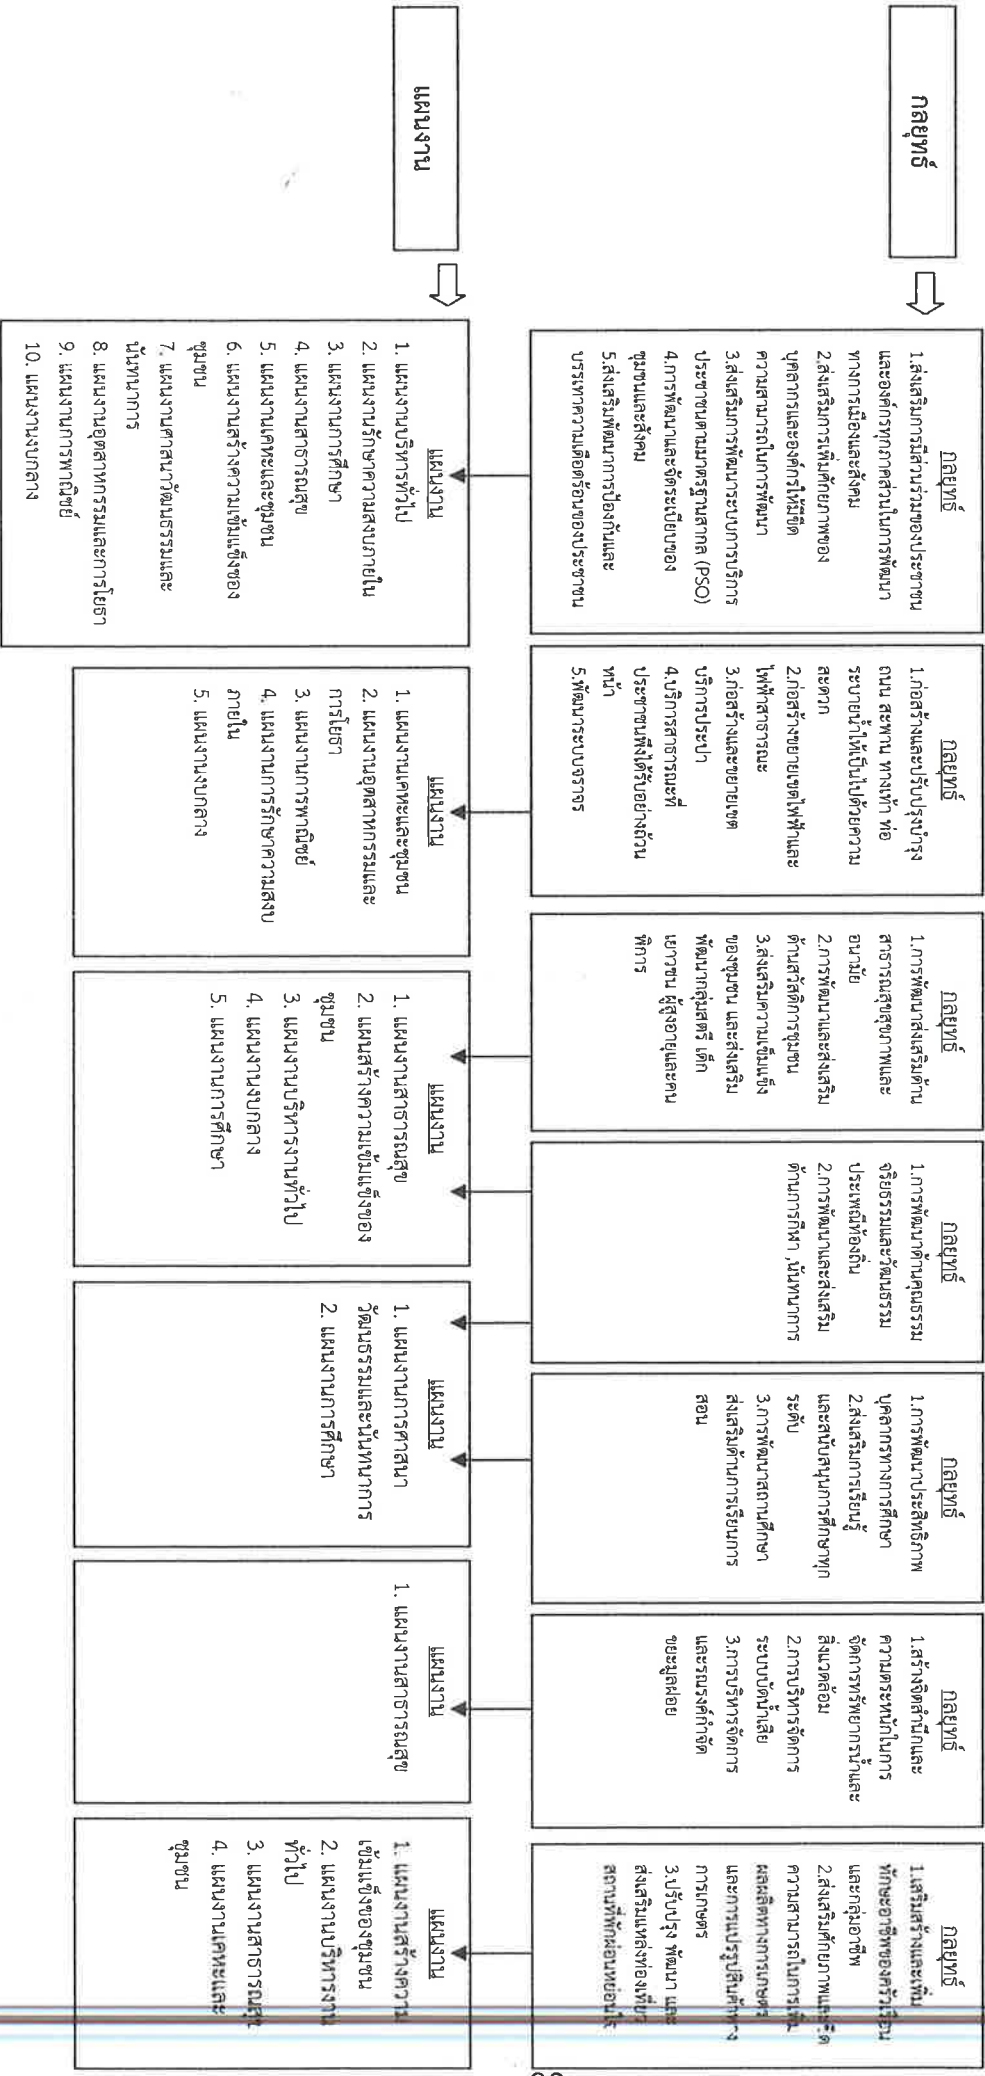 กลยุทธ์
กลยุทธ์
1.ส่งเสริมการมีส่วนร่วมของประชาชน
และองค์กรทุกภาคส่วนในการพัฒนา
ทางการเมืองและสังคม
2.ส่งเสริมการเพิ่มศักยภาพของ
บุคลากรและองค์กรให้มีขีด
ความสามารถในการพัฒนา
3.ส่งเสริมการพัฒนาระบบการบริการ
ประชาชนตามมาตรฐานสากล (PSO)
4.การพัฒนาและจัดระเบียบของ
ชุมชนและสังคม
5.ส่งเสริมพัฒนาการป้องกันและ
บรรเทาความเดือดร้อนของประชาชน
กลยุทธ์
1.ก่อสร้างและปรับปรุงบำรุง
ถนน สะพาน ทางเท้า ท่อ
ระบายน้ำให้เป็นไปด้วยความ
สะดวก
2.ก่อสร้างขยายเขตไฟฟ้าและ
ไฟฟ้าสาธารณะ
3.ก่อสร้างและขยายเขต
บริการประปา
4.บริการสาธารณะที่
ประชาชนพึงได้รับอย่างถ้วน
หน้า
5.พัฒนาระบบจราจร
กลยุทธ์
1.การพัฒนาส่งเสริมด้าน
สาธารณสุขสุขภาพและ
อนามัย
2.การพัฒนาและส่งเสริม
ด้านสวัสดิการชุมชน
3.ส่งเสริมความเข้มแข็ง
ของชุมชน และส่งเสริม
พัฒนากลุ่มสตรี เด็ก
เยาวชน ผู้สูงอายุและคน
พิการ
กลยุทธ์
1.การพัฒนาด้านคุณธรรม
จริยธรรมและวัฒนธรรม
ประเพณีท้องถิ่น
2.การพัฒนาและส่งเสริม
ด้านการกีฬา ,นันทนาการ
กลยุทธ์
1.การพัฒนาประสิทธิภาพ
บุคลากรทางการศึกษา
2.ส่งเสริมการเรียนรู้
และสนับสนุนการศึกษาทุก
ระดับ
3.การพัฒนาสถานศึกษา
ส่งเสริมด้านการเรียนการ
สอน
กลยุทธ์
1.สร้างจิตสำนึกและ
ความตระหนักในการ
จัดการทรัพยากรน้ำและ
สิ่งแวดล้อม
2.การบริหารจัดการ
ระบบบัดน้ำเสีย
3.การบริหารจัดการ
และรณรงค์กำจัด
ขยะมูลฝอย
กลยุทธ์
1.เสริมสร้างและเพิ่ม
ทักษะอาชีพของครัวเรือน
และกลุ่มอาชีพ
2.ส่งเสริมศักยภาพและขีด
ความสามารถในการเพิ่ม
ผลผลิตทางการเกษตร
และการแปรรูปสินค้าทาง
การเกษตร
3.ปรับปรุง พัฒนา และ
ส่งเสริมแหล่งท่องเที่ยว
สถานที่พักผ่อนหย่อนใจ
แผนงาน
แผนงาน
1. แผนงานบริหารทั่วไป
2. แผนงานรักษาความสงบภายใน
3. แผนงานการศึกษา
4. แผนงานสาธารณสุข
5. แผนงานเคหะและชุมชน
6. แผนงานสร้างความเข้มแข็งของ
ชุมชน
7. แผนงานศาสนาวัฒนธรรมและ
นันทนาการ
8. แผนงานอุตสาหกรรมและการโยธา
9. แผนงานการพาณิชย์
10. แผนงานงบกลาง
แผนงาน
1. แผนงานเคหะและชุมชน
2. แผนงานอุตสาหกรรมและ
การโยธา
3. แผนงานการพาณิชย์
4. แผนงานการรักษาความสงบ
ภายใน
5. แผนงานงบกลาง
แผนงาน
1. แผนงานสาธารณสุข
2. แผนสร้างความเข้มแข็งของ
ชุมชน
3. แผนงานบริหารงานทั่วไป
4. แผนงานงบกลาง
5. แผนงานการศึกษา
แผนงาน
1. แผนงานการศาสนา
วัฒนธรรมและนันทนาการ
2. แผนงานการศึกษา
แผนงาน
1. แผนงานสาธารณสุข
แผนงาน
1. แผนงานสร้างความ
เข้มแข็งของชุมชน
2. แผนงานบริหารงาน
ทั่วไป
3. แผนงานสาธารณสุข
4. แผนงานเคหะและ
ชุมชน